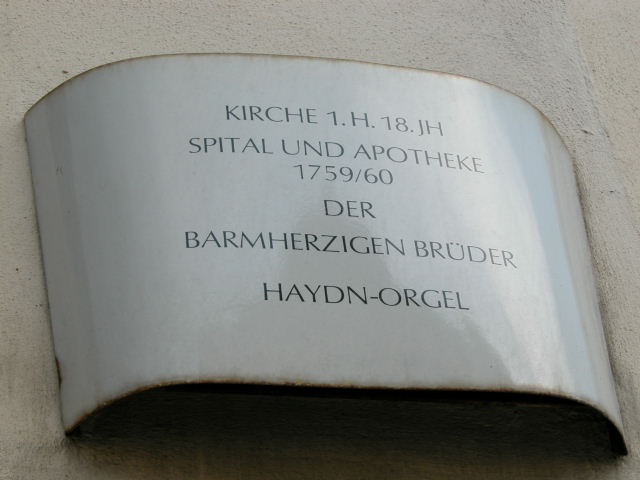 KIRCHE 1.H.18.JH
SPITAL UND APOTHEKE
1759/60
DER
BARMHERZIGEN BRÜDER
HAYDN-ORGEL